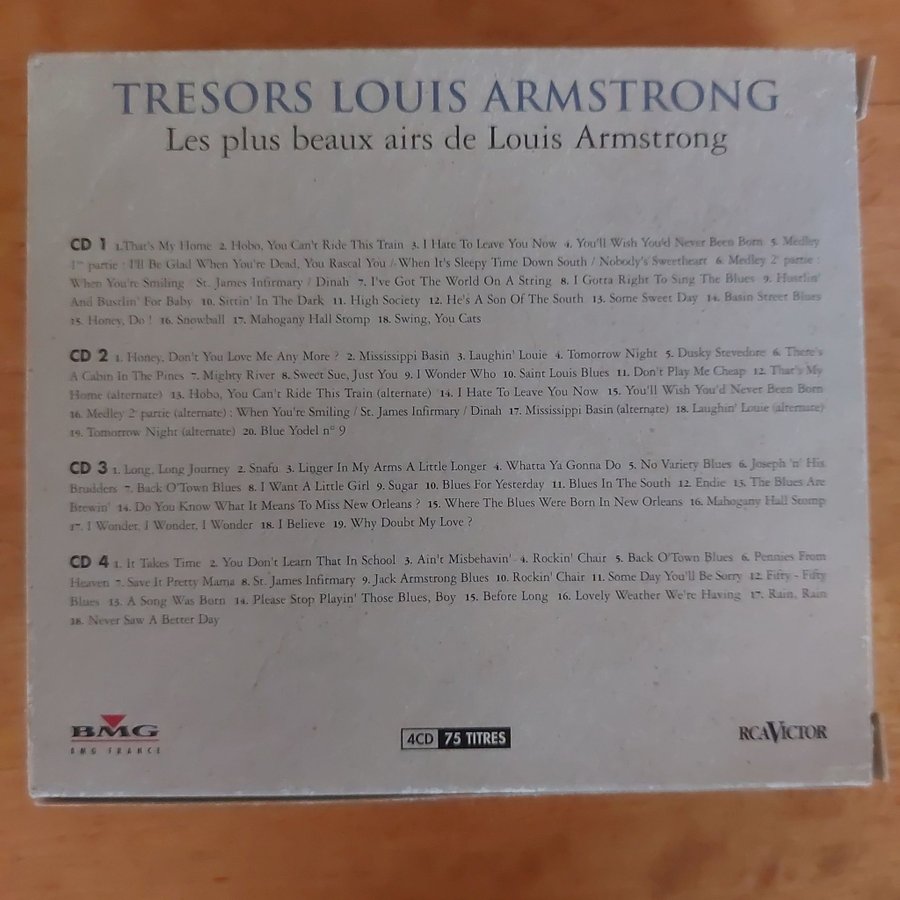 TRESORS LOUIS ARMSTRONG
Les plus beaux airs de Louis Armstrong
CD 1 1.That's My Home 2. Hobo, You Can't Ride This Train 3. I Hate To Leave You Now 4. You'll Wish You'd Never Been Born 5. Medley
1re partie : I'll Be Glad When You're Dead, You Rascal You / When It's Sleepy Time Down South / Nobody's Sweetheart 6. Medley 2e partie :
When You're Smiling / St. James Infirmary / Dinah 7. I've Got The World On A String 8. I Gotta Right To Sing The Blues 9. Hustlin'
And Bustlin' For Baby 10. Sittin' In The Dark 11. High Society 12. He's A Son Of The South 13. Some Sweet Day 14. Basin Street Blues
15. Honey, Do ! 16. Snowball 17. Mahogany Hall Stomp 18. Swing, You Cats
CD 2 1. Honey, Don't You Love Me Any More ? 2. Mississippi Basin 3. Laughin' Louie 4. Tomorrow Night 5. Dusky Stevedore 6. There's
A Cabin In The Pines 7. Mighty River 8. Sweet Sue, Just You 9. I Wonder Who 10. Saint Louis Blues 11. Don't Play Me Cheap 12. That's My
Home (alternate) 13. Hobo, You Can't Ride This Train (alternate) 14. I Hate To Leave You Now 15. You'll Wish You'd Never Been Born
16. Medley 2e partie (alternate) : When You're Smiling / St. James Infirmary / Dinah 17. Mississippi Basin (alternate) 18. Laughin' Louie (alternate)
19. Tomorrow Night (alternate) 20. Blue Yodel n° 9
CD 3 1. Long, Long Journey 2. Snafu 3. Linger In My Arms A Little Longer 4. Whatta Ya Gonna Do 5. No Variety Blues 6. Joseph 'n' His
Brudders 7. Back O'Town Blues 8. I Want A Little Girl 9. Sugar 10. Blues For Yesterday 11. Blues In The South 12. Endie 13. The Blues Are
Brewin' 14. Do You Know What It Means To Miss New Orleans ? 15. Where The Blues Were Born In New Orleans 16. Mahogany Hall Stomp
17. I Wonder, I Wonder, I Wonder 18. I Believe 19. Why Doubt My Love ?
CD 4 1. It Takes Time 2. You Don't Learn That In School 3. Ain't Misbehavin' 4. Rockin' Chair 5. Back O'Town Blues 6. Pennies From
Heaven 7. Save It Pretty Mama 8. St. James Infirmary 9. Jack Armstrong Blues 10. Rockin' Chair 11. Some Day You'll Be Sorry 12. Fifty - Fifty
Blues 13. A Song Was Born 14. Please Stop Playin' Those Blues, Boy 15. Before Long 16. Lovely Weather We're Having 17. Rain, Rain
18. Never Saw A Better Day
BMG
BMG FRANCE
4CD 75 TITRES
RCA VICTOR